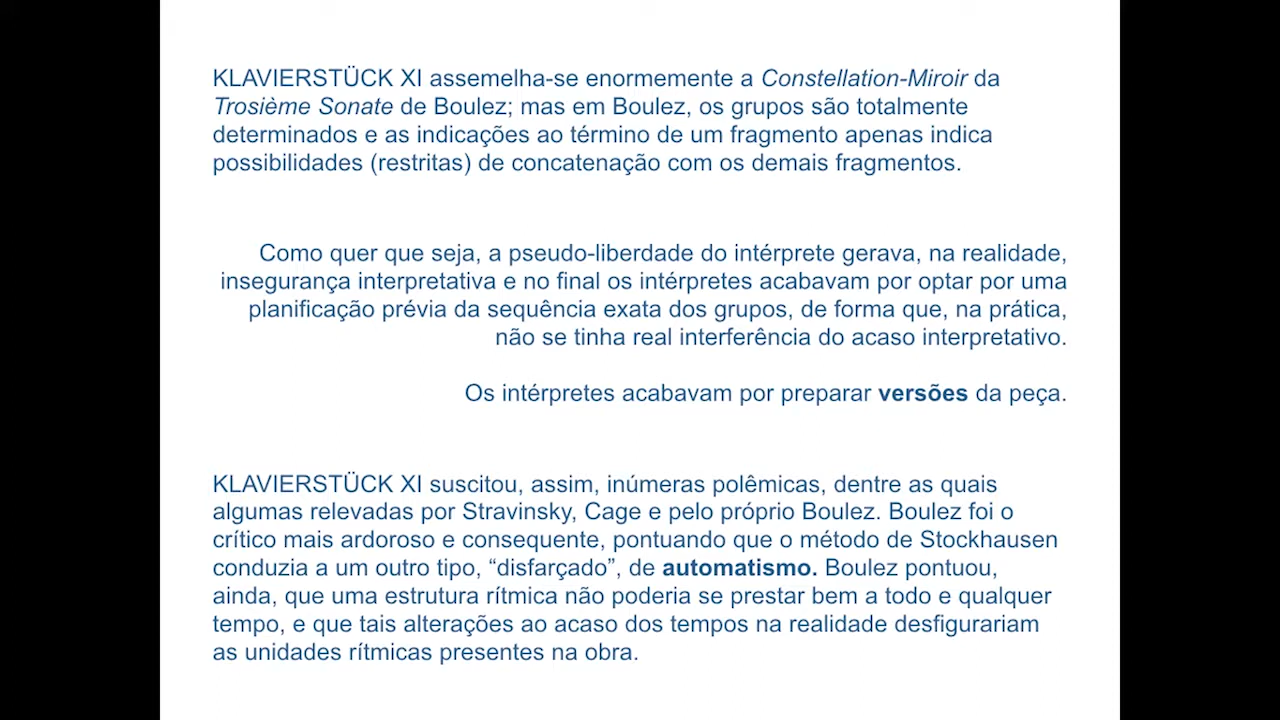 KLAVIERSTÜCK XI assemelha-se enormemente a Constellation-Miroir da
Trosième Sonate de Boulez; mas em Boulez, os grupos são totalmente
determinados e as indicações ao término de um fragmento apenas indica
possibilidades (restritas) de concatenação com os demais fragmentos.
Como quer que seja, a pseudo-liberdade do intérprete gerava, na realidade,
insegurança interpretativa e no final os intérpretes acabavam por optar por uma
planificação prévia da sequência exata dos grupos, de forma que, na prática,
não se tinha real interferência do acaso interpretativo.
Os intérpretes acabavam por preparar versões da peça.
KLAVIERSTÜCK XI suscitou, assim, inúmeras polêmicas, dentre as quais
algumas relevadas por Stravinsky, Cage e pelo próprio Boulez. Boulez foi o
crítico mais ardoroso e consequente, pontuando que o método de Stockhausen
conduzia a um outro tipo, “disfarçado”, de automatismo. Boulez pontuou,
ainda, que uma estrutura rítmica não poderia se prestar bem a todo e qualquer
tempo, e que tais alterações ao acaso dos tempos na realidade desfigurariam
as unidades rítmicas presentes na obra.